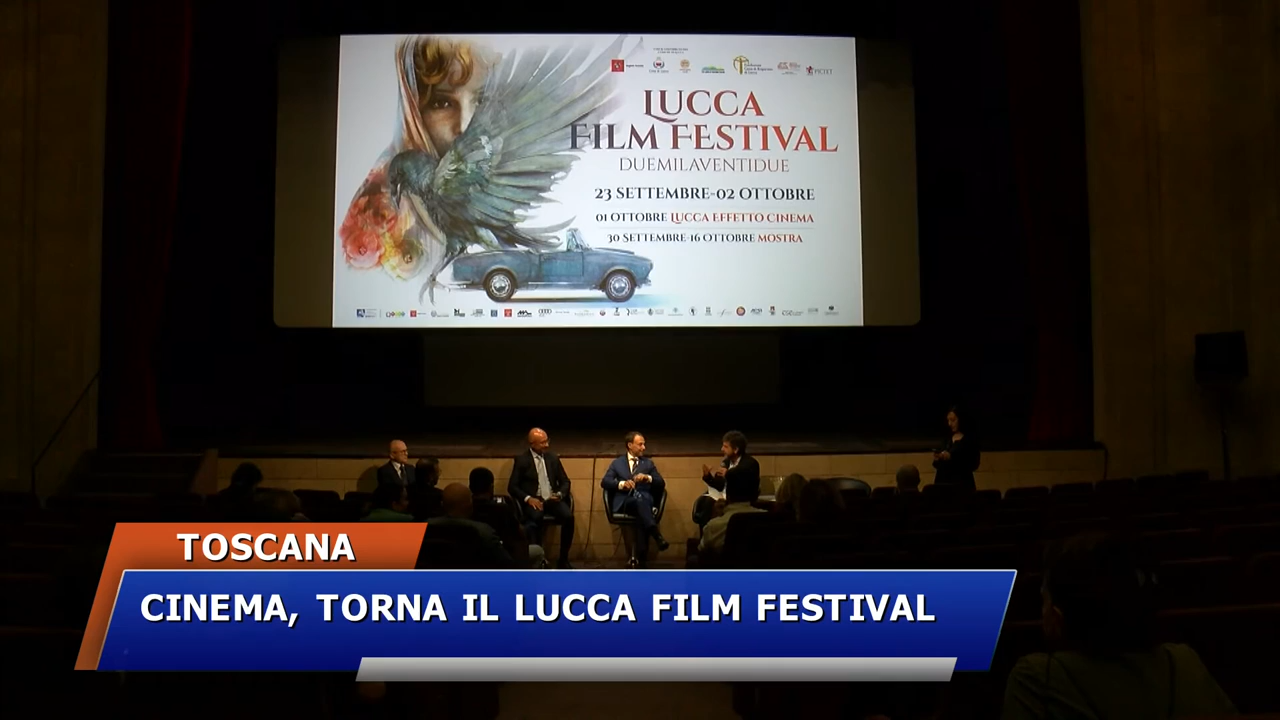 LUCCA
FILM FESTIVAL
DUEMILAVENTIDUE
23 SETTEMBRE-02 OTTOBRE
01 OTTOBRE LUCCA EFFETTO CINEMA
30 SETTEMBRE-16 OTTOBRE MOSTRA
TOSCANA
CINEMA, TORNA IL LUCCA FILM FESTIVAL